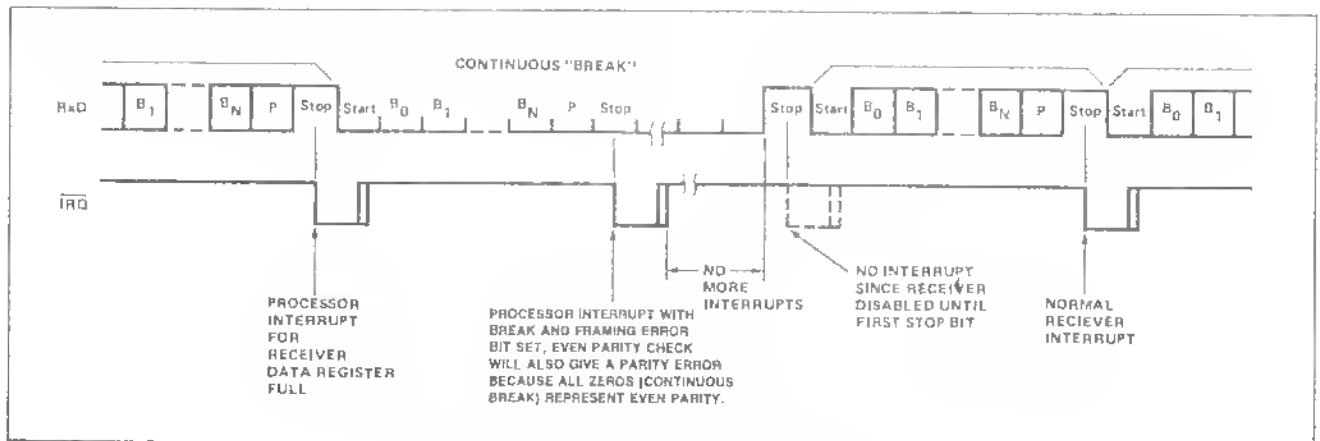 CONTINUOUS "BREAK"
RxD B1 BN P Stop Start B0 B1 BN P Stop Stop Start B0 B1 BN P Stop Start B0 B1
IRQ
PROCESSOR
INTERRUPT
FOR
RECEIVER
DATA REGISTER
FULL
PROCESSOR INTERRUPT WITH
BREAK AND FRAMING ERROR
BIT SET, EVEN PARITY CHECK
WILL ALSO GIVE A PARITY ERROR
BECAUSE ALL ZEROS (CONTINUOUS
BREAK) REPRESENT EVEN PARITY.
NO
MORE
INTERRUPTS
NO INTERRUPT
SINCE RECEIVER
DISABLED UNTIL
FIRST STOP BIT
NORMAL
RECIEVER
INTERRUPT